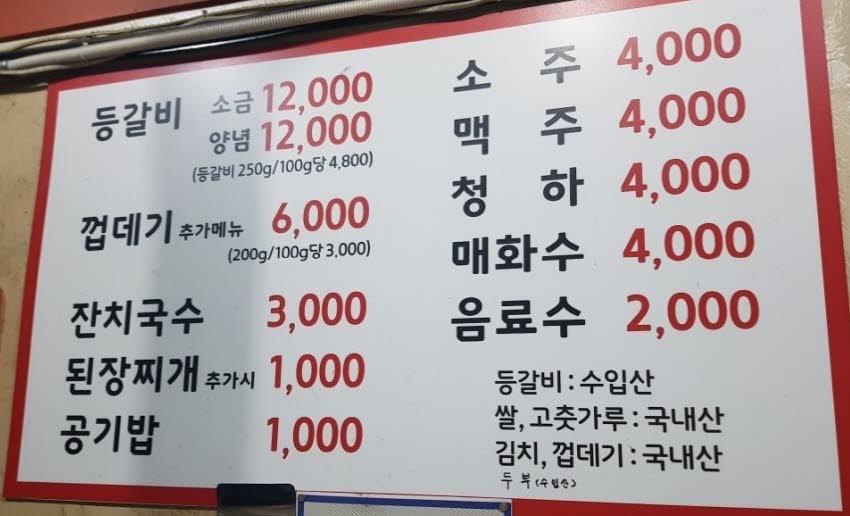 등갈비 소금 12,000
양념 12,000
(등갈비 250g/100g당 4,800)
껍데기 추가메뉴 6,000
(200g/100g당 3,000)
잔치국수 3,000
된장찌개 추가시 1,000
공기밥 1,000
소 주 4,000
맥 주 4,000
청 하 4,000
매화수 4,000
음료수 2,000
등갈비 : 수입산
쌀, 고춧가루 : 국내산
김치, 껍데기 : 국내산
두부 (수입산)